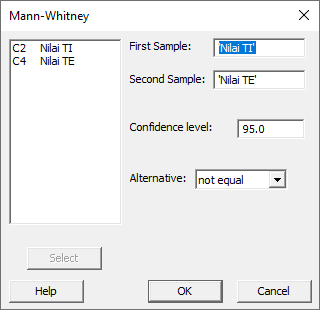 Mann-Whitney
C2 Nilai TI
C4 Nilai TE
First Sample: 'Nilai TI'
Second Sample: 'Nilai TE'
Confidence level: 95.0
Alternative: not equal
Select
Help
OK
Cancel